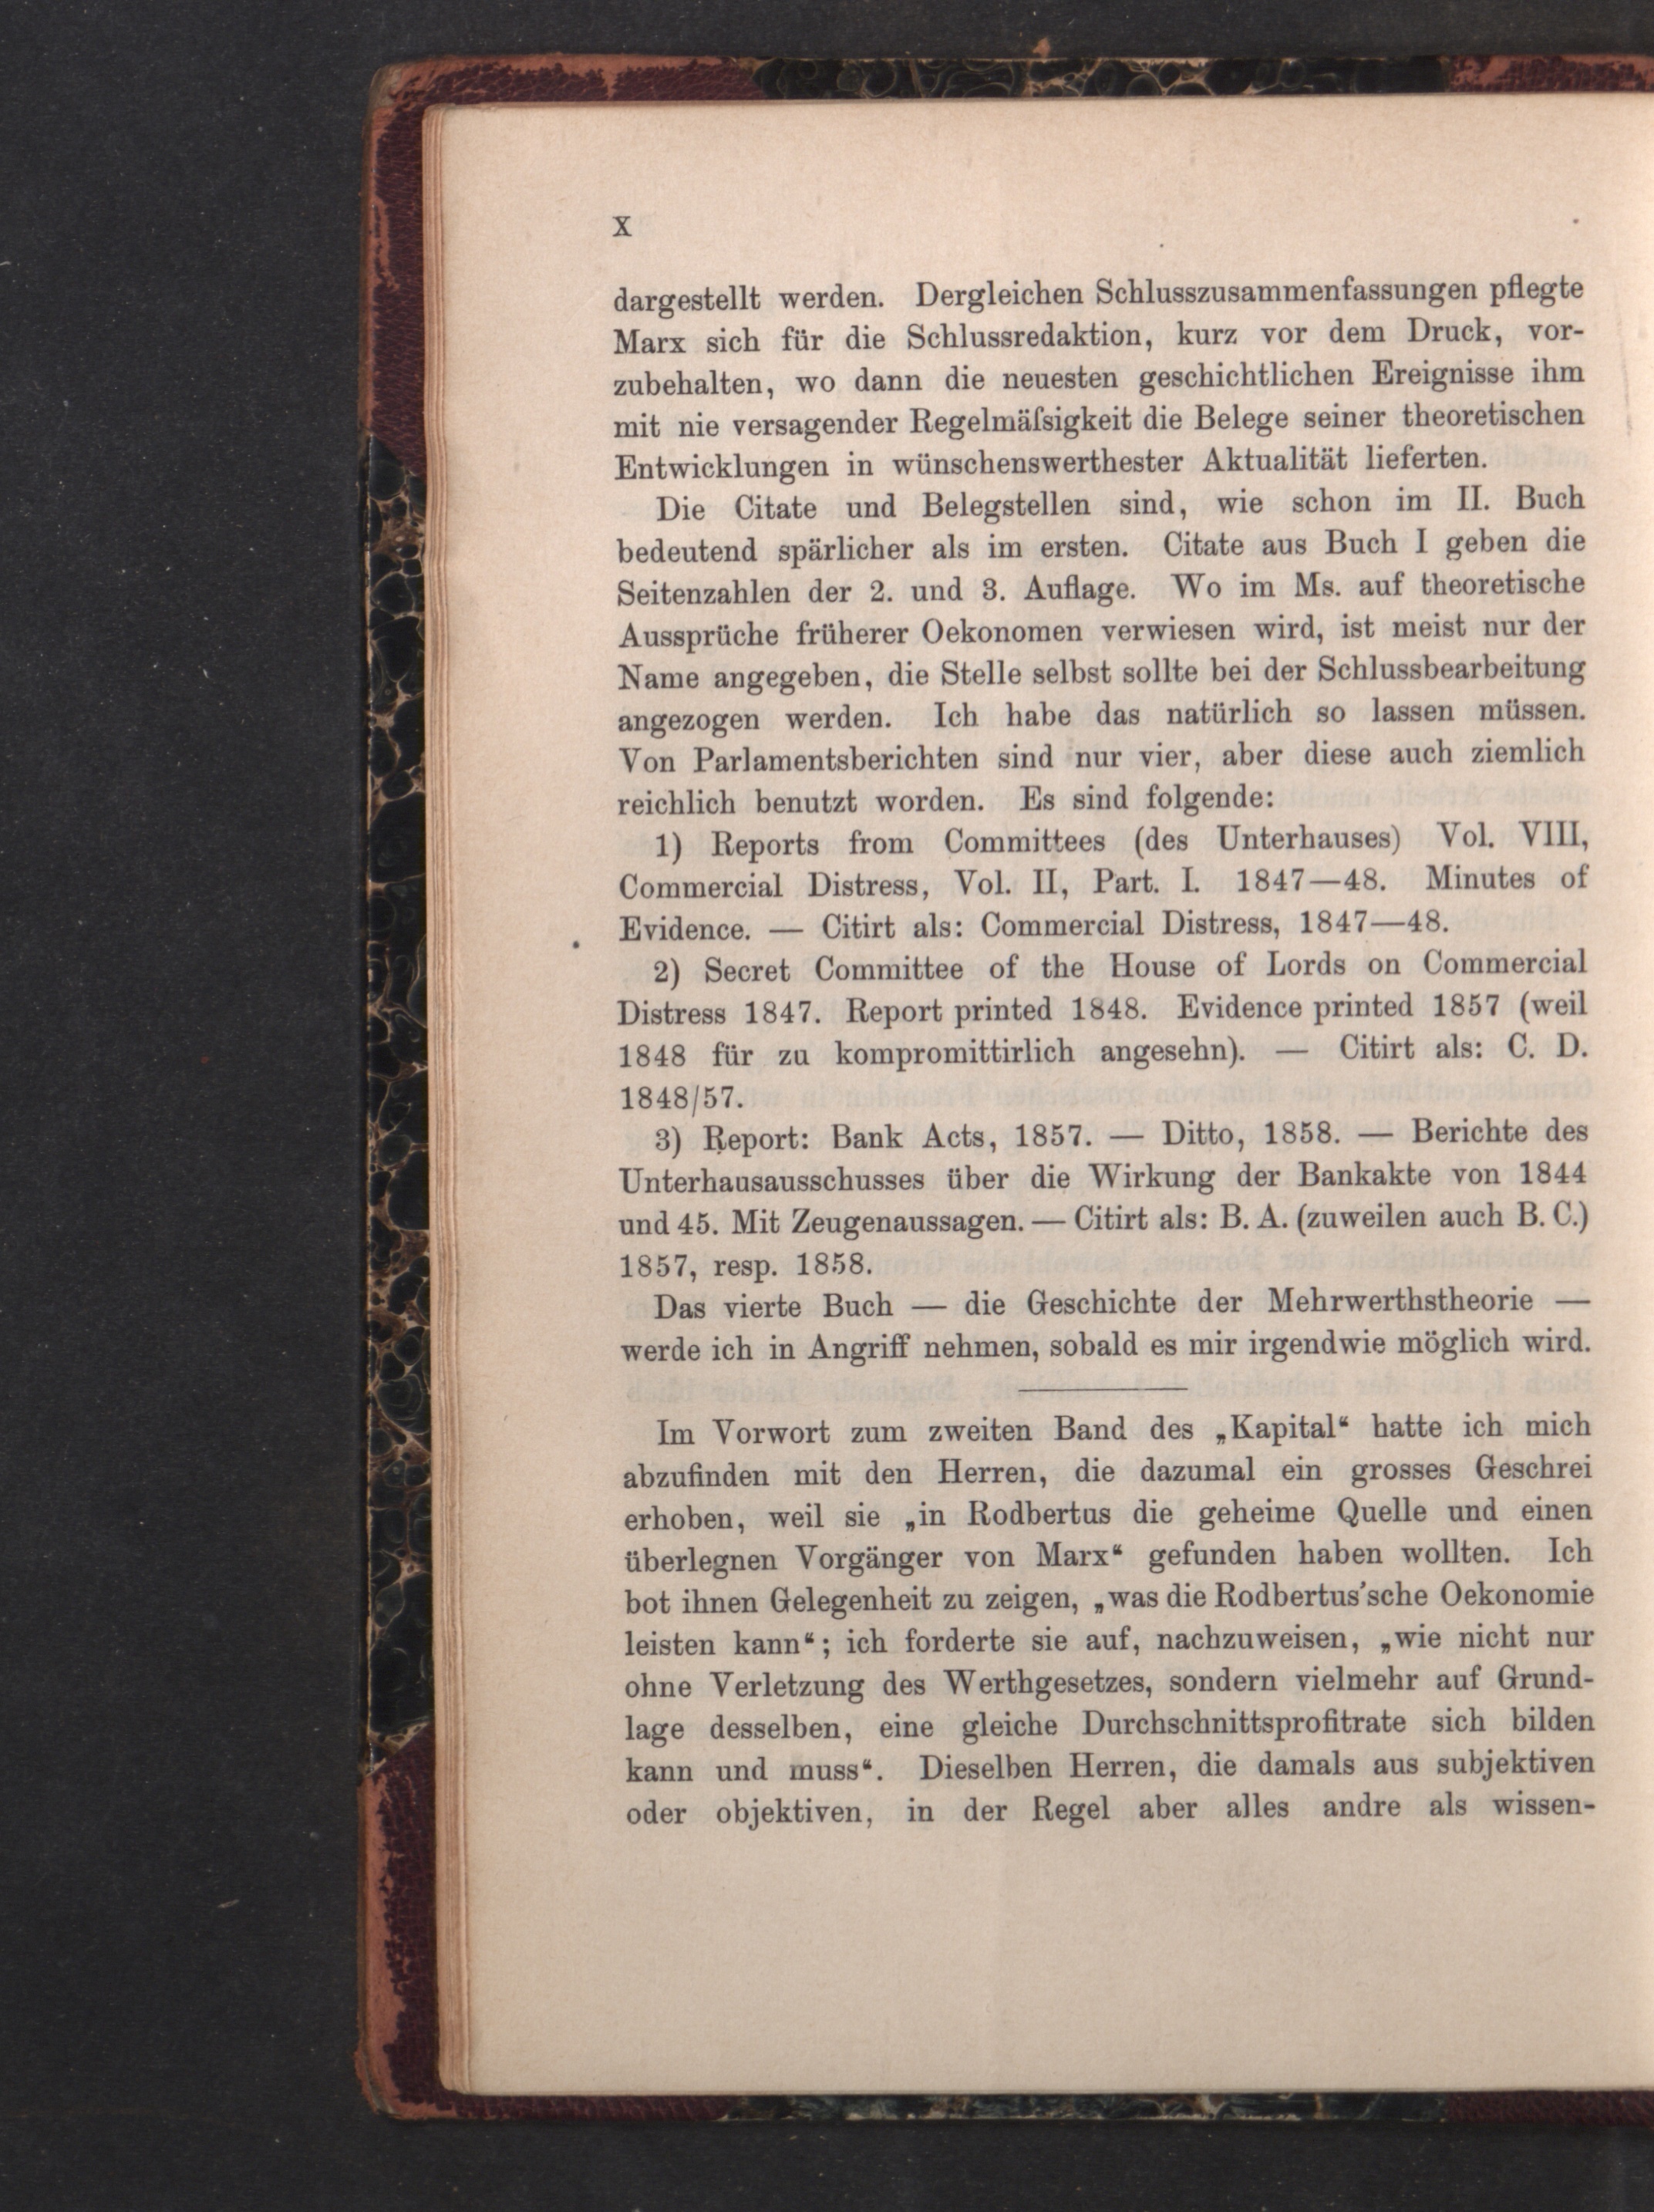 X
dargestellt werden. Dergleichen Schlusszusammenfassungen pflegte
Marx sich für die Schlussredaktion, kurz vor dem Druck, vor-
zubehalten, wo dann die neuesten geschichtlichen Ereignisse ihm
mit nie versagender Regelmäſsigkeit die Belege seiner theoretischen
Entwicklungen in wünschenswerthester Aktualität lieferten.
Die Citate und Belegstellen sind, wie schon im II. Buch
bedeutend spärlicher als im ersten. Citate aus Buch I geben die
Seitenzahlen der 2. und 3. Auflage. Wo im Ms. auf theoretische
Aussprüche früherer Oekonomen verwiesen wird, ist meist nur der
Name angegeben, die Stelle selbst sollte bei der Schlussbearbeitung
angezogen werden. Ich habe das natürlich so lassen müssen.
Von Parlamentsberichten sind nur vier, aber diese auch ziemlich
reichlich benutzt worden. Es sind folgende:
1) Reports from Committees (des Unterhauses) Vol. VIII,
Commercial Distress, Vol. II, Part. I. 1847—48. Minutes of
Evidence. — Citirt als: Commercial Distress, 1847—48.
2) Secret Committee of the House of Lords on Commercial
Distress 1847. Report printed 1848. Evidence printed 1857 (weil
1848 für zu kompromittirlich angesehn). — Citirt als: C. D.
1848/57.
3) Report: Bank Acts, 1857. — Ditto, 1858. — Berichte des
Unterhausausschusses über die Wirkung der Bankakte von 1844
und 45. Mit Zeugenaussagen. — Citirt als: B. A. (zuweilen auch B. C.)
1857, resp. 1858.
Das vierte Buch — die Geschichte der Mehrwerthstheorie —
werde ich in Angriff nehmen, sobald es mir irgendwie möglich wird.
Im Vorwort zum zweiten Band des „Kapital“ hatte ich mich
abzufinden mit den Herren, die dazumal ein grosses Geschrei
erhoben, weil sie „in Rodbertus die geheime Quelle und einen
überlegnen Vorgänger von Marx“ gefunden haben wollten. Ich
bot ihnen Gelegenheit zu zeigen, „was die Rodbertus'sche Oekonomie
leisten kann“; ich forderte sie auf, nachzuweisen, „wie nicht nur
ohne Verletzung des Werthgesetzes, sondern vielmehr auf Grund-
lage desselben, eine gleiche Durchschnittsprofitrate sich bilden
kann und muss“. Dieselben Herren, die damals aus subjektiven
oder objektiven, in der Regel aber alles andre als wissen-